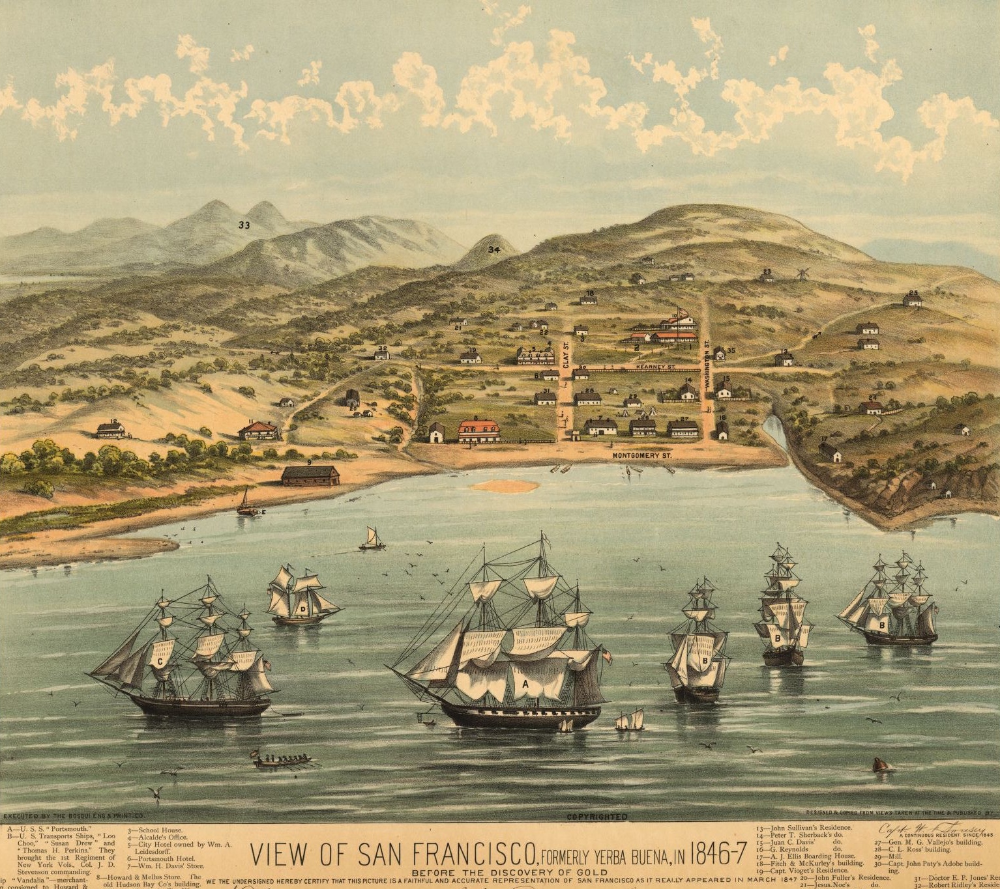 33
34
23
25
18
10
21
22
3
4
2
1
CLAY ST.
WASHINGTON ST.
32
19
5
35
13
KEARNEY ST.
6
30
14
15
31
28
29
24
20
12
11
8
7
26
27
16
17
MONTGOMERY ST.
9
E
D
C
A
B
B
B
EXECUTED BY THE BOSQUI ENG & PRINT. CO.
COPYRIGHTED
DESIGNED & COPIED FROM VIEWS TAKEN AT THE TIME & PUBLISHED BY
A—U. S. S. "Portsmouth."
B—U. S. Transports Ships, "Loo
Choo," "Susan Drew" and
"Thomas H. Perkins." They
brought the 1st Regiment of
New York Vols., Col. J. D.
Stevenson commanding.
ip "Vandalia"—merchant-
n consigned to Howard &
3—School House.
4—Alcalde's Office.
5—City Hotel owned by Wm. A.
Leidesdorff.
6—Portsmouth Hotel.
7—Wm. H. Davis' Store.
8—Howard & Mellus Store. The
old Hudson Bay Co's building.
VIEW OF SAN FRANCISCO, FORMERLY YERBA BUENA, IN 1846-7
BEFORE THE DISCOVERY OF GOLD
WE THE UNDERSIGNED HEREBY CERTIFY THAT THIS PICTURE IS A FAITHFUL AND ACCURATE REPRESENTATION OF SAN FRANCISCO AS IT REALLY APPEARED IN MARCH 1847
13—John Sullivan's Residence.
14—Peter T. Sherback's do.
15—Juan C. Davis' do.
16—G. Reynolds do.
17—A. J. Ellis Boarding House.
18—Fitch & McKurley's building.
19—Capt. Vioget's Residence.
20—John Fuller's Residence.
21—Jesus Noe's do.
Capt. W. F.
A CONTINUOUS RESIDENT SINCE 1845.
27—Gen. M. G. Vallejo's building.
28—C. L. Ross' building.
29—Mill.
30—Capt. John Paty's Adobe build-
ing.
31—Doctor E. P. Jones' Re
32—Robert Ridley's Reside